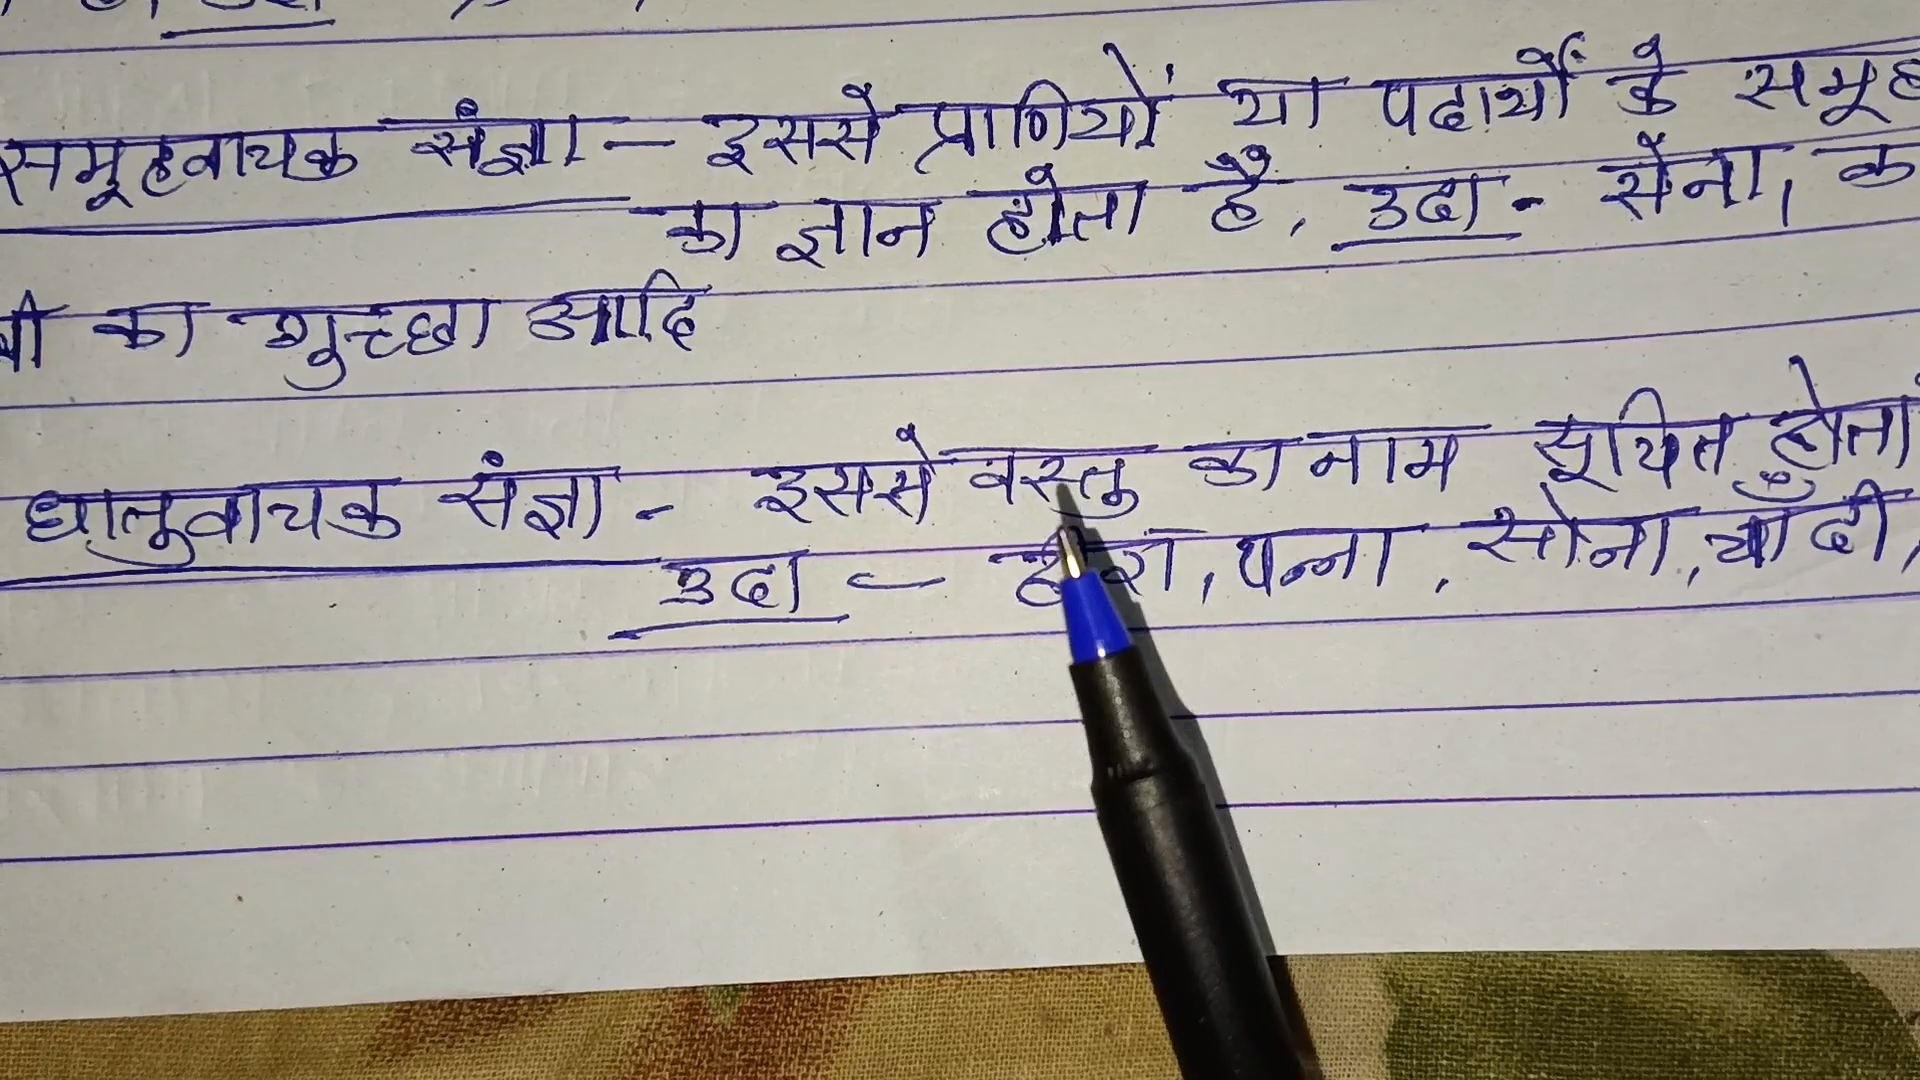 समूहवाचक संज्ञा - इससे प्राणियों या पदार्थों के समूह
का ज्ञान होता है, उदा - सेना, क
बी का गुच्छा आदि
धातुवाचक संज्ञा - इससे वस्तु का नाम सूचित होता
उदा - हीरा, पन्ना, सोना, चाँदी,